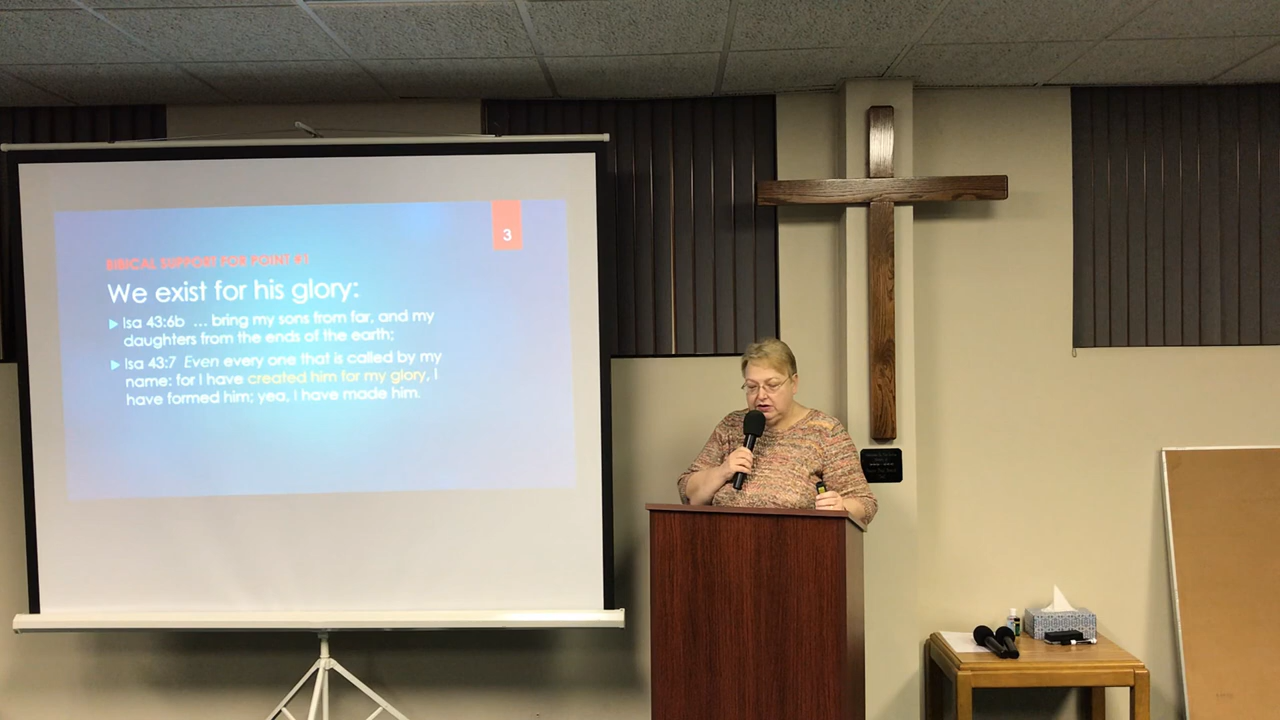 3
BIBICAL SUPPORT FOR POINT #1
We exist for his glory:
Isa 43:6b ... bring my sons from far, and my
daughters from the ends of the earth;
Isa 43:7 Even every one that is called by my
name: for I have created him for my glory, I
have formed him; yea, I have made him.